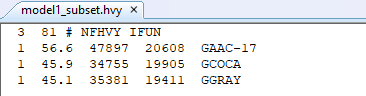 model1_subset.hvy
3 81 # NFHVY IFUN
1 56.6 47897 20608 GAAC-17
1 45.9 34755 19905 GCOCA
1 45.1 35381 19411 GGRAY